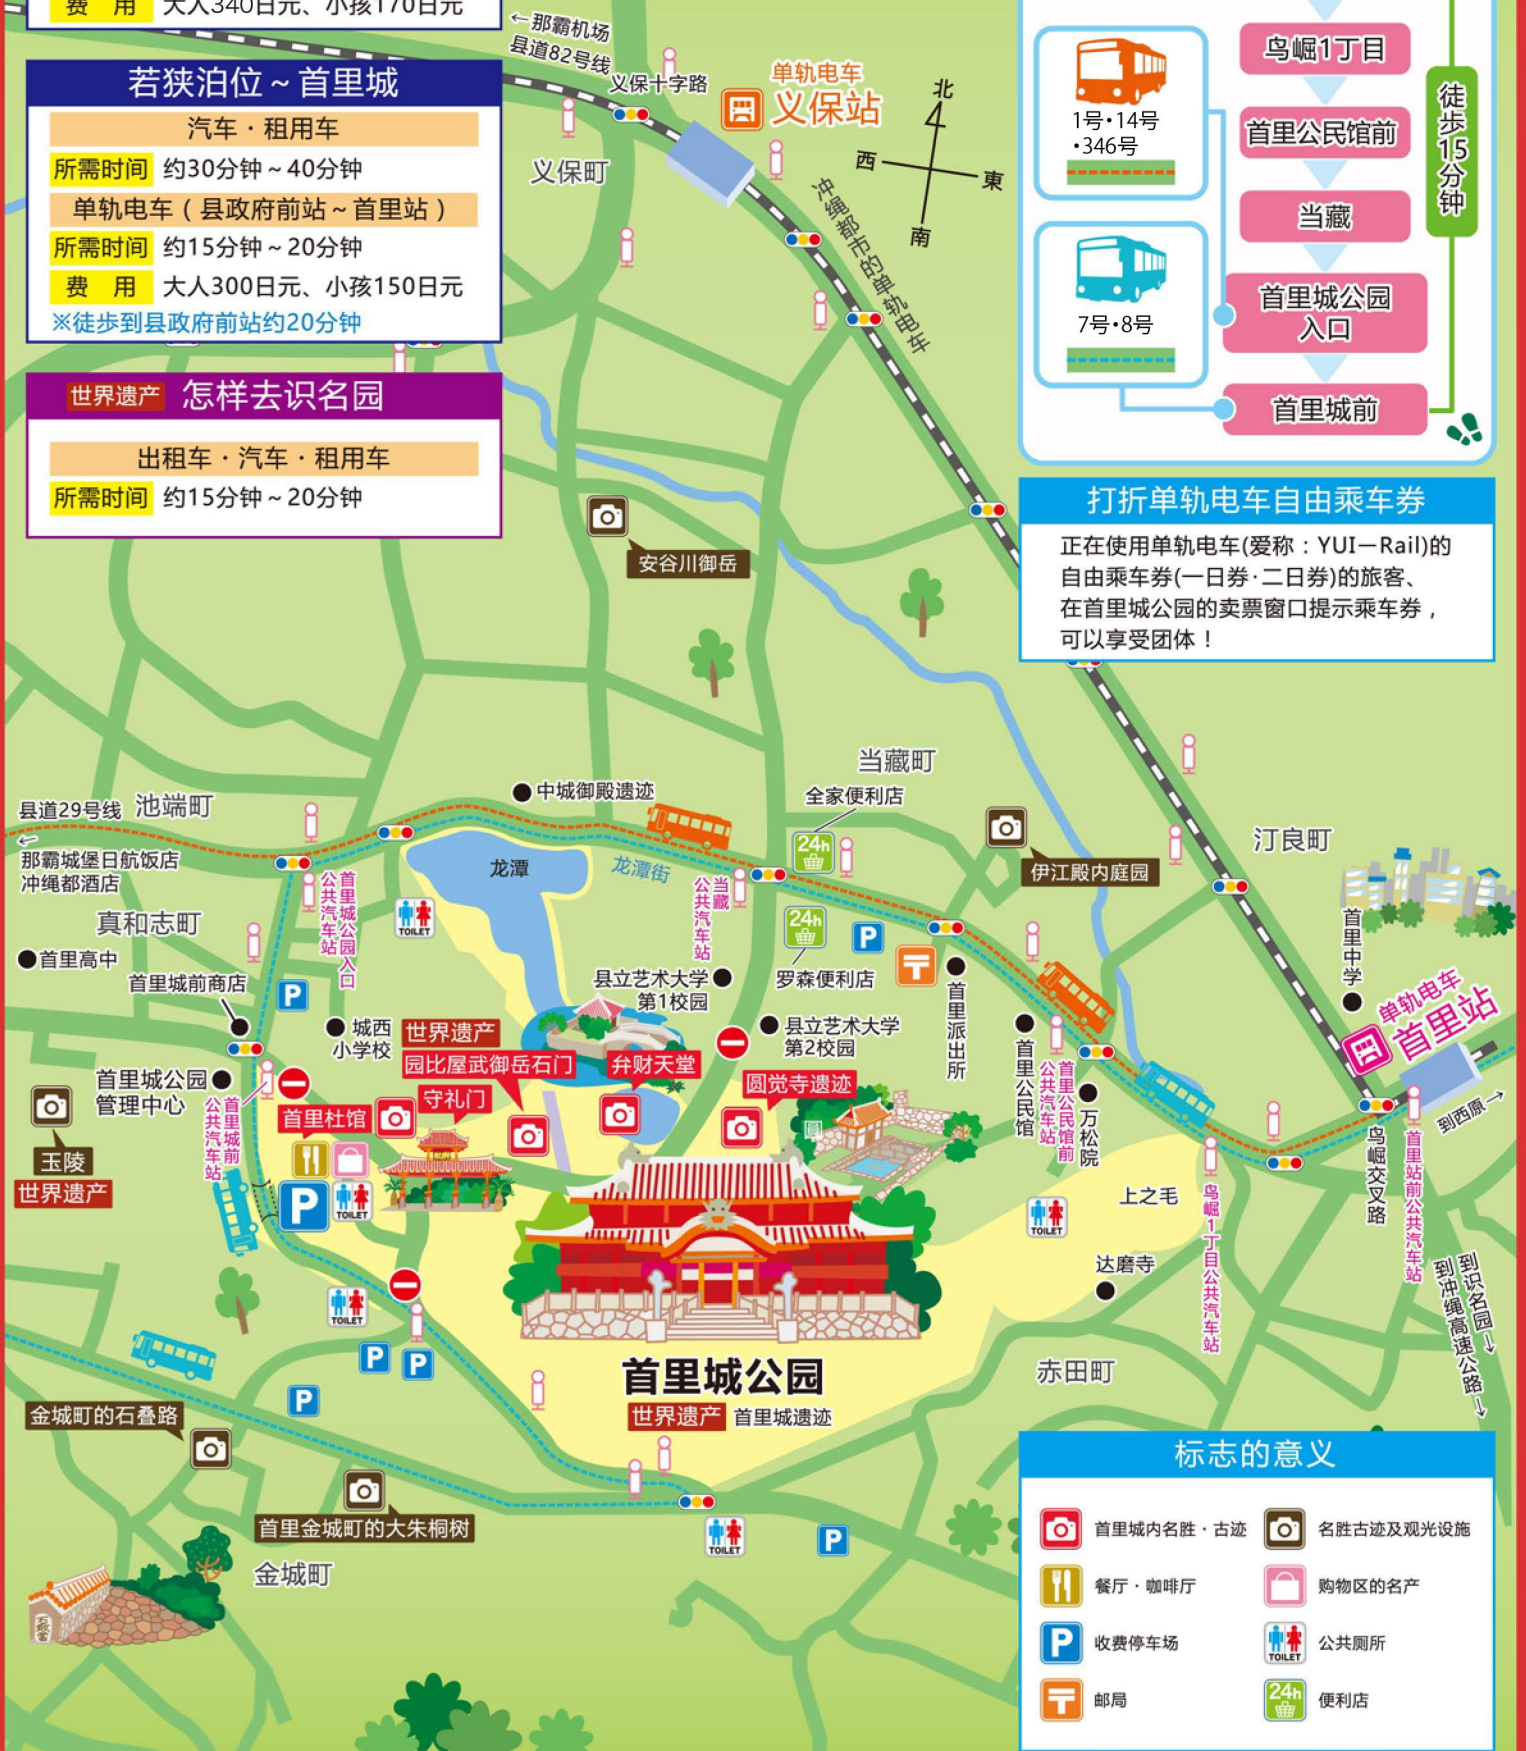 费 用 大人340日元、小孩170日元
若狭泊位～首里城
汽车・租用车
所需时间 约30分钟～40分钟
单轨电车（县政府前站～首里站）
所需时间 约15分钟～20分钟
费 用 大人300日元、小孩150日元
※徒歩到县政府前站约20分钟
世界遗产 怎样去识名园
出租车・汽车・租用车
所需时间 约15分钟～20分钟
←那霸机场
县道82号线
义保十字路
单轨电车
义保站
义保町
北
西
東
南
冲绳都市的单轨电车
1号・14号
・346号
7号・8号
鸟崛1丁目
首里公民馆前
当藏
首里城公园
入口
首里城前
徒歩15分钟
打折单轨电车自由乘车券
正在使用单轨电车(爱称：YUI－Rail)的
自由乘车券(一日券·二日券)的旅客、
在首里城公园的卖票窗口提示乘车券，
可以享受团体！
安谷川御岳
当藏町
中城御殿遗迹
全家便利店
24h
县道29号线
池端町
←
那霸城堡日航饭店
冲绳都酒店
龙潭
龙潭街
伊江殿内庭园
汀良町
首里城公园入口
公共汽车站
当藏
公共汽车站
TOILET
24h
P
〒
罗森便利店
真和志町
首里高中
首里城前商店
P
城西
小学校
县立艺术大学
第1校园
县立艺术大学
第2校园
首里派出所
首里中学
单轨电车
首里站
世界遗产
园比屋武御岳石门
弁财天堂
圆觉寺遗迹
守礼门
首里杜馆
首里城公园
管理中心
首里城前
公共汽车站
玉陵
世界遗产
P
TOILET
首里公民馆
首里公民馆前
公共汽车站
万松院
到西原→
鸟崛交叉路
首里站前公共汽车站
上之毛
TOILET
鸟崛1丁目公共汽车站
达磨寺
到识名园→
到冲绳高速公路→
赤田町
TOILET
P
P
P
首里城公园
世界遗产 首里城遗迹
金城町的石叠路
首里金城町的大朱桐树
金城町
TOILET
P
标志的意义
首里城内名胜・古迹
名胜古迹及观光设施
餐厅・咖啡厅
购物区的名产
P 收费停车场
TOILET 公共厕所
〒 邮局
24h 便利店